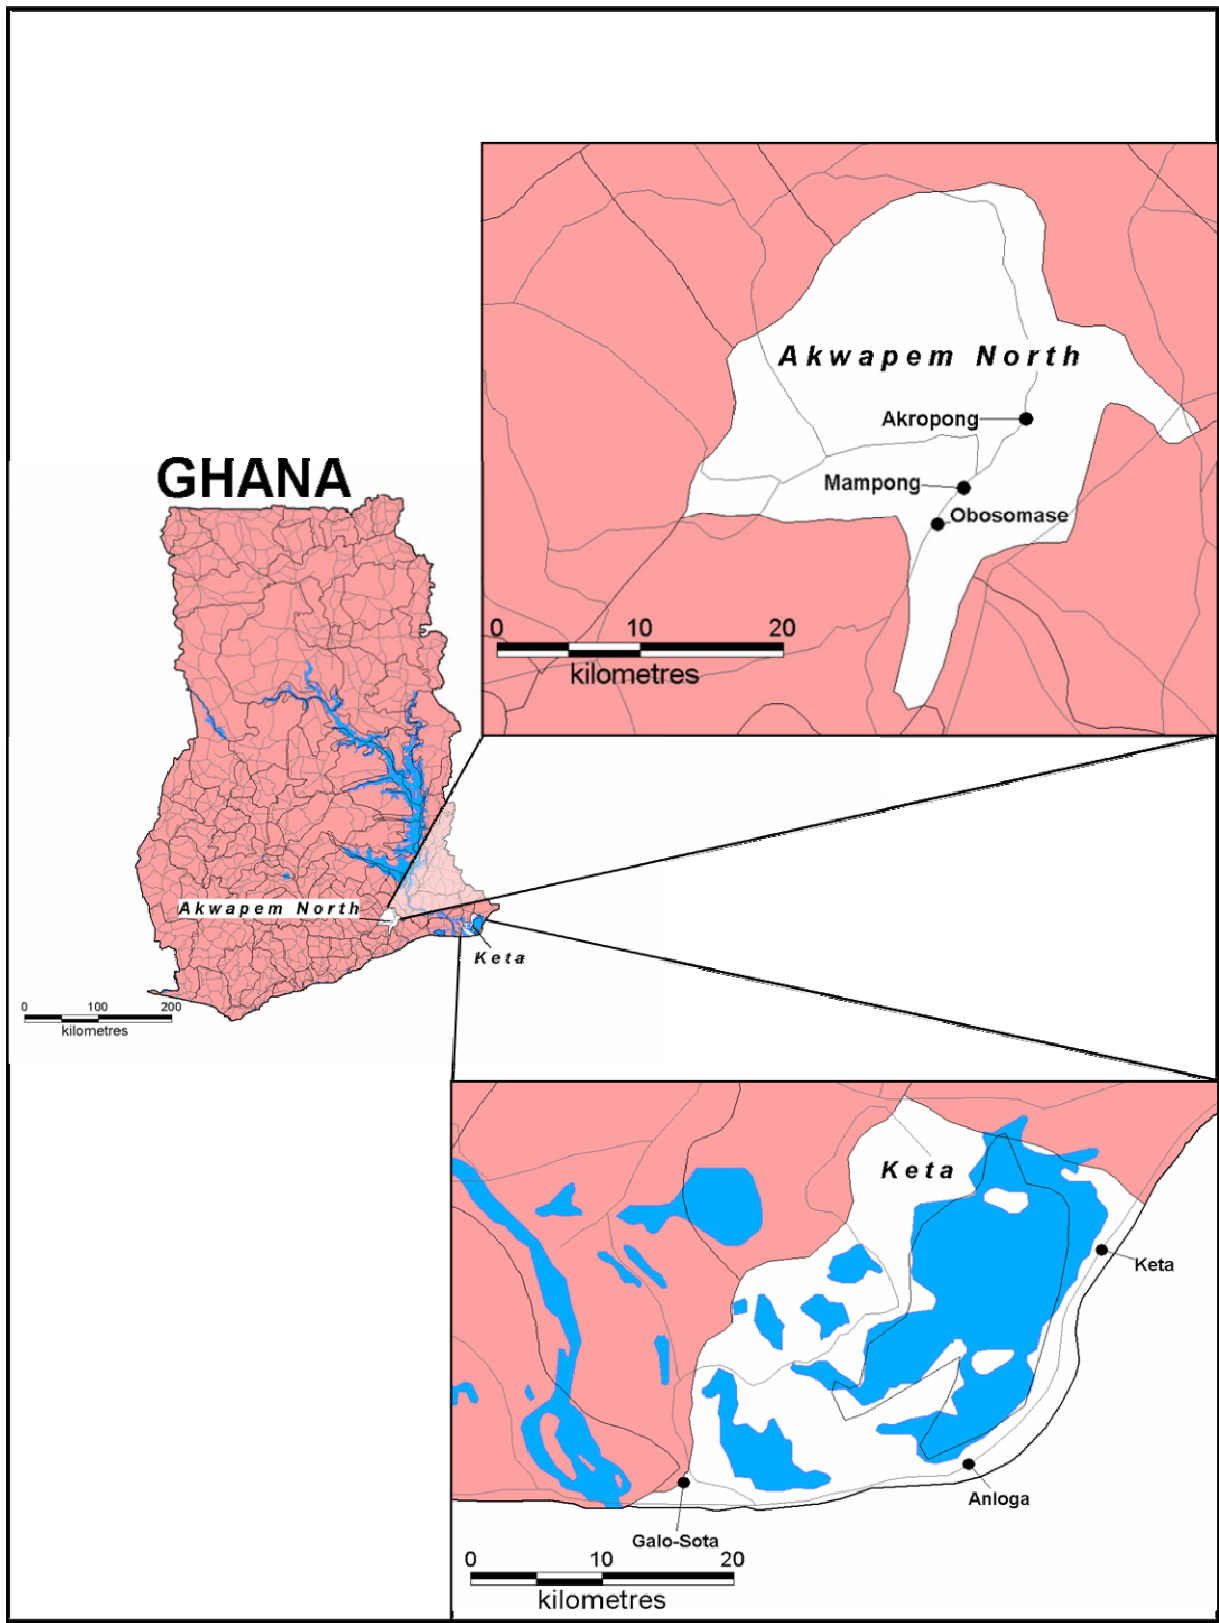 Akwapem North
Akropong
Mampong
Obosomase
0 10 20
kilometres
GHANA
Akwapem North
Keta
0 100 200
kilometres
Keta
Keta
Anloga
Galo-Sota
0 10 20
kilometres